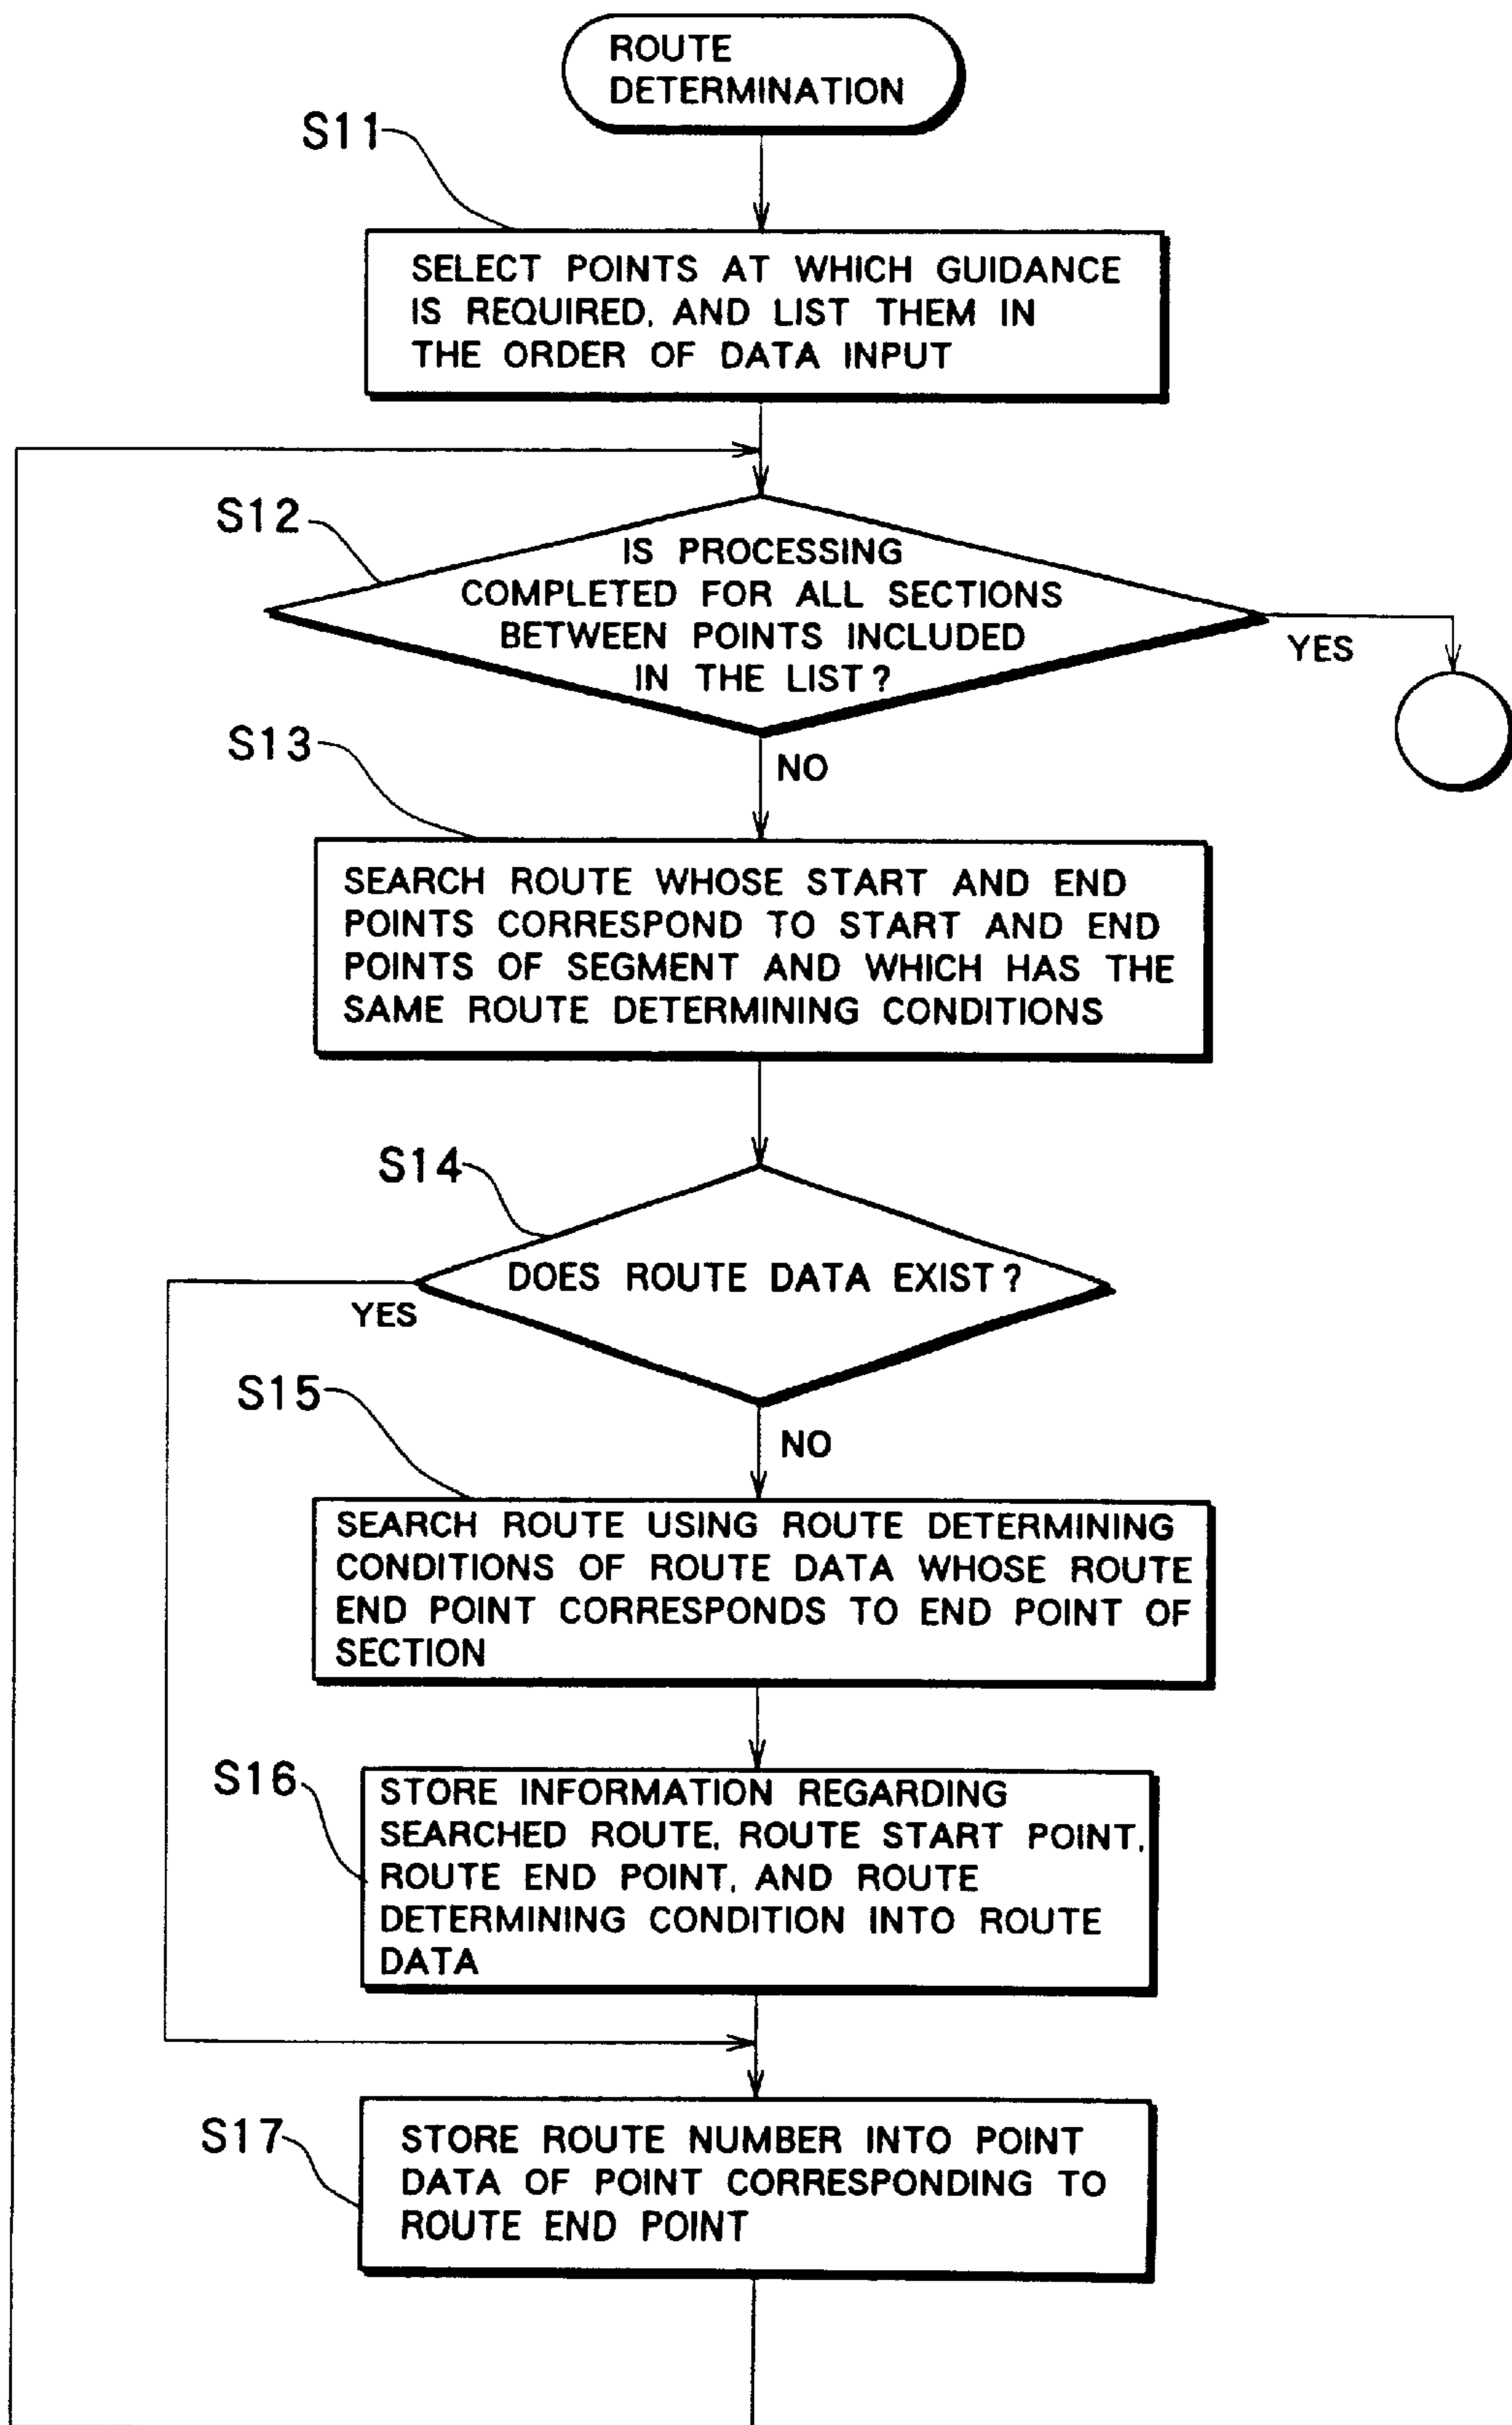 ROUTE
DETERMINATION
S11
SELECT POINTS AT WHICH GUIDANCE
IS REQUIRED, AND LIST THEM IN
THE ORDER OF DATA INPUT
S12
IS PROCESSING
COMPLETED FOR ALL SECTIONS
BETWEEN POINTS INCLUDED
IN THE LIST?
YES
S13
NO
SEARCH ROUTE WHOSE START AND END
POINTS CORRESPOND TO START AND END
POINTS OF SEGMENT AND WHICH HAS THE
SAME ROUTE DETERMINING CONDITIONS
S14
DOES ROUTE DATA EXIST?
YES
S15
NO
SEARCH ROUTE USING ROUTE DETERMINING
CONDITIONS OF ROUTE DATA WHOSE ROUTE
END POINT CORRESPONDS TO END POINT OF
SECTION
S16
STORE INFORMATION REGARDING
SEARCHED ROUTE, ROUTE START POINT,
ROUTE END POINT, AND ROUTE
DETERMINING CONDITION INTO ROUTE
DATA
S17
STORE ROUTE NUMBER INTO POINT
DATA OF POINT CORRESPONDING TO
ROUTE END POINT